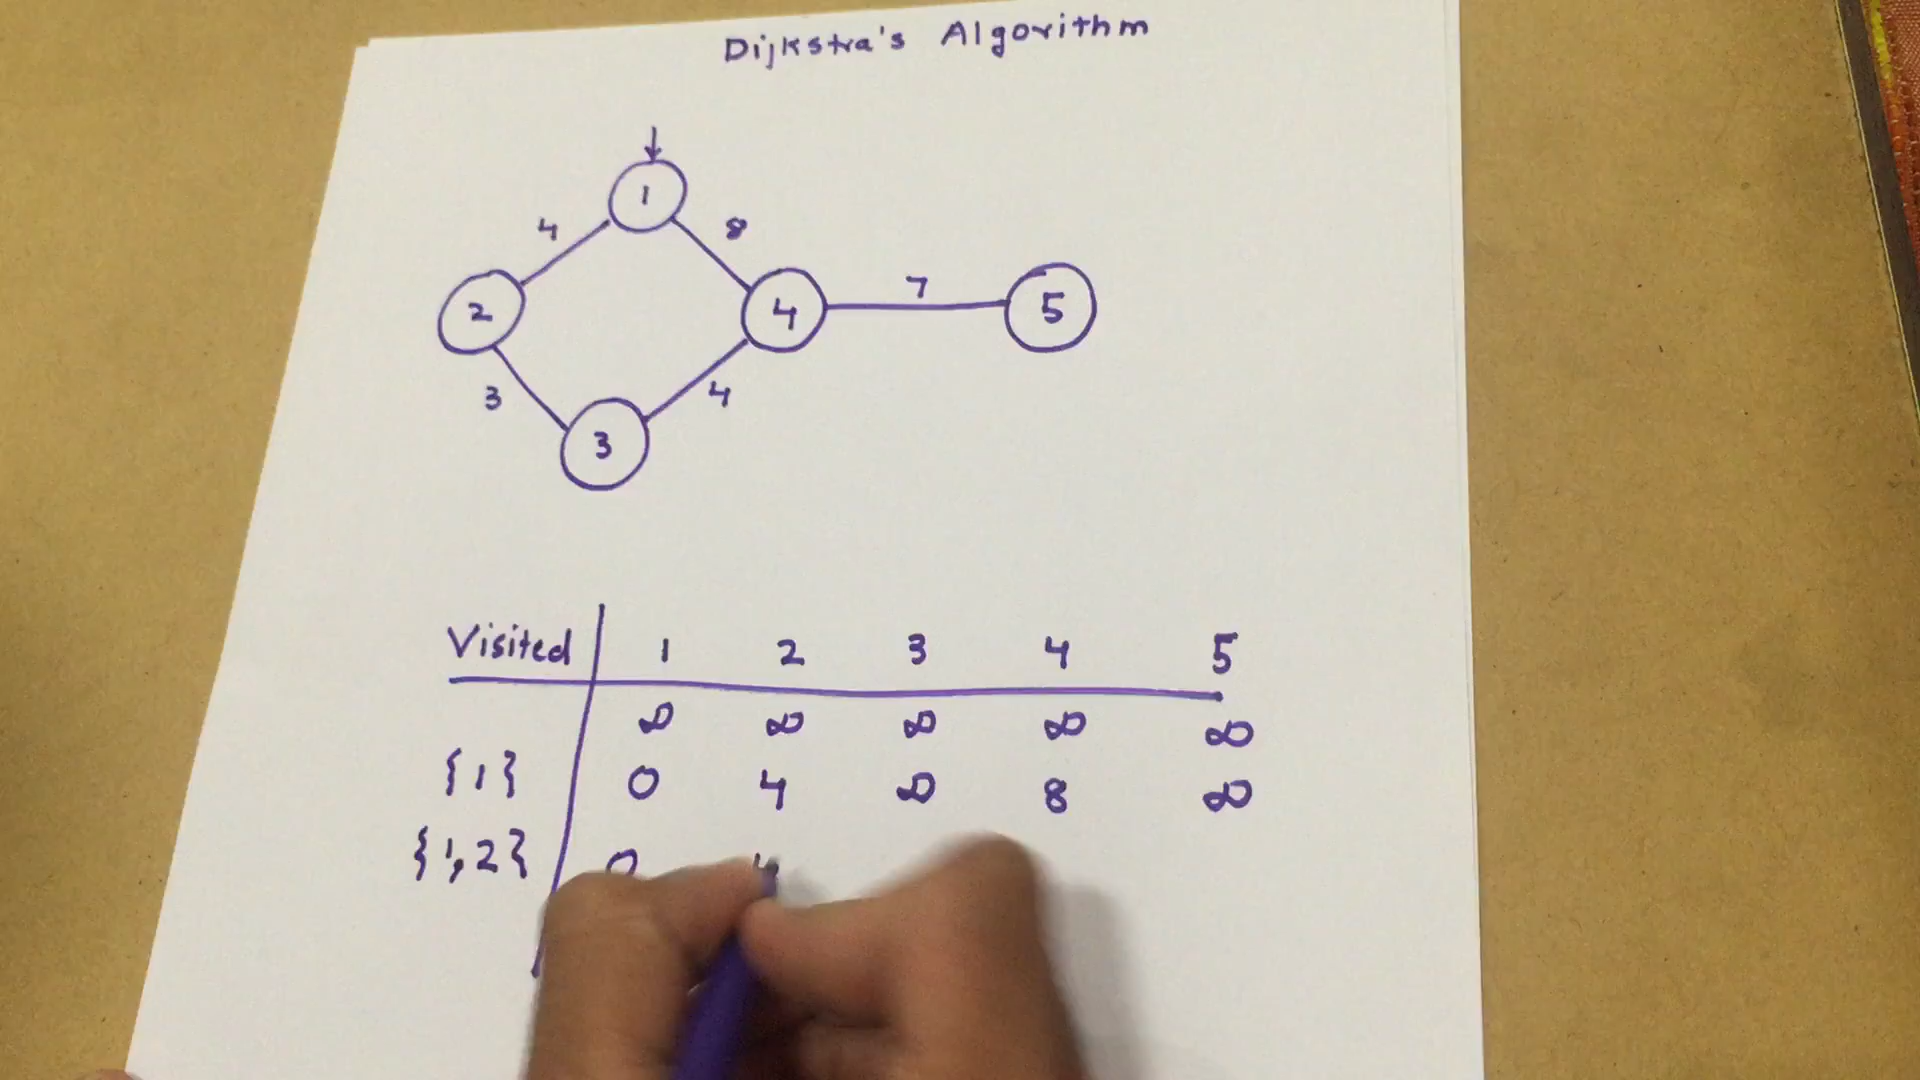 Dijkstra's Algorithm
1
4 8
2 4 7 5
3 4
3
Visited 1 2 3 4 5
∞ ∞ ∞ ∞ ∞
{1} 0 4 ∞ 8 ∞
{1,2} 0 4